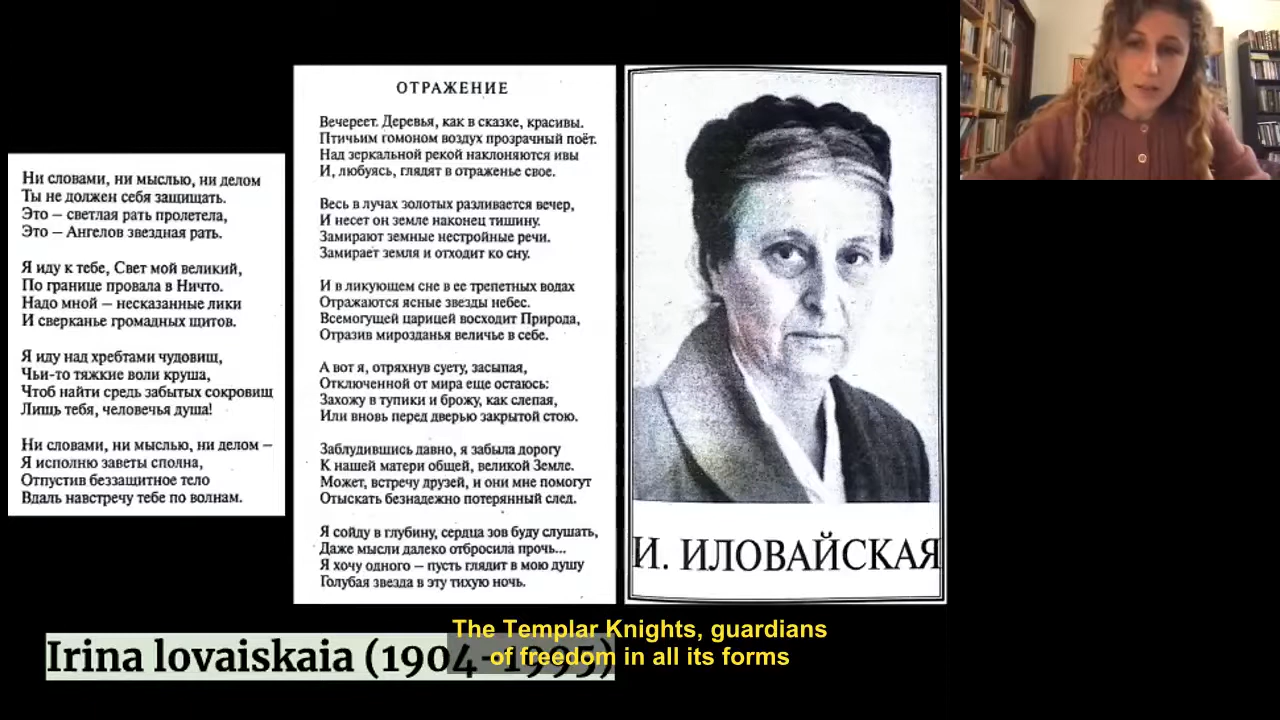 Ни словами, ни мыслью, ни делом
Ты не должен себя защищать.
Это – светлая рать пролетела,
Это – Ангелов звездная рать.
Я иду к тебе, Свет мой великий,
По границе провала в Ничто.
Надо мной – несказанные лики
И сверканье громадных щитов.
Я иду над хребтами чудовищ,
Чьи-то тяжкие воли круша,
Чтоб найти средь забытых сокровищ
Лишь тебя, человечья душа!
Ни словами, ни мыслью, ни делом –
Я исполню заветы сполна,
Отпустив беззащитное тело
Вдаль навстречу тебе по волнам.
ОТРАЖЕНИЕ
Вечереет. Деревья, как в сказке, красивы.
Птичьим гомоном воздух прозрачный поёт.
Над зеркальной рекой наклоняются ивы
И, любуясь, глядят в отраженье свое.
Весь в лучах золотых разливается вечер,
И несет он земле наконец тишину.
Замирают земные нестройные речи.
Замирает земля и отходит ко сну.
И в ликующем сне в ее трепетных водах
Отражаются ясные звезды небес.
Всемогущей царицей восходит Природа,
Отразив мирозданья величье в себе.
А вот я, отряхнув суету, засыпая,
Отключенной от мира еще остаюсь:
Захожу в тупики и брожу, как слепая,
Или вновь перед дверью закрытой стою.
Заблудившись давно, я забыла дорогу
К нашей матери общей, великой Земле.
Может, встречу друзей, и они мне помогут
Отыскать безнадежно потерянный след.
Я сойду в глубину, сердца зов буду слушать,
Даже мысли далеко отбросила прочь...
Я хочу одного – пусть глядит в мою душу
Голубая звезда в эту тихую ночь.
И. ИЛОВАЙСКАЯ
Irina Iovaiskaia (1904-1995)
The Templar Knights, guardians
of freedom in all its forms